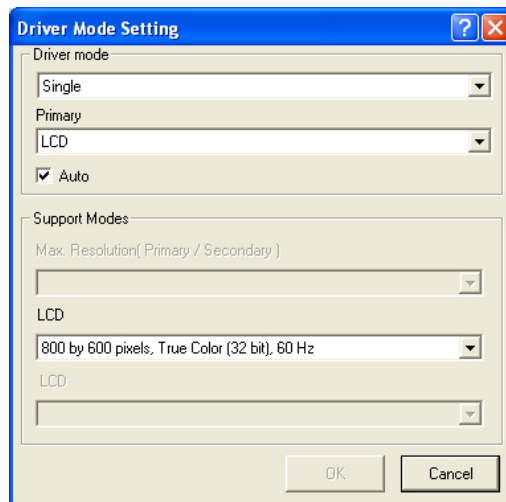 Driver Mode Setting
Driver mode
Single
Primary
LCD
Auto
Support Modes
Max. Resolution( Primary / Secondary )
LCD
800 by 600 pixels, True Color (32 bit), 60 Hz
LCD
OK Cancel